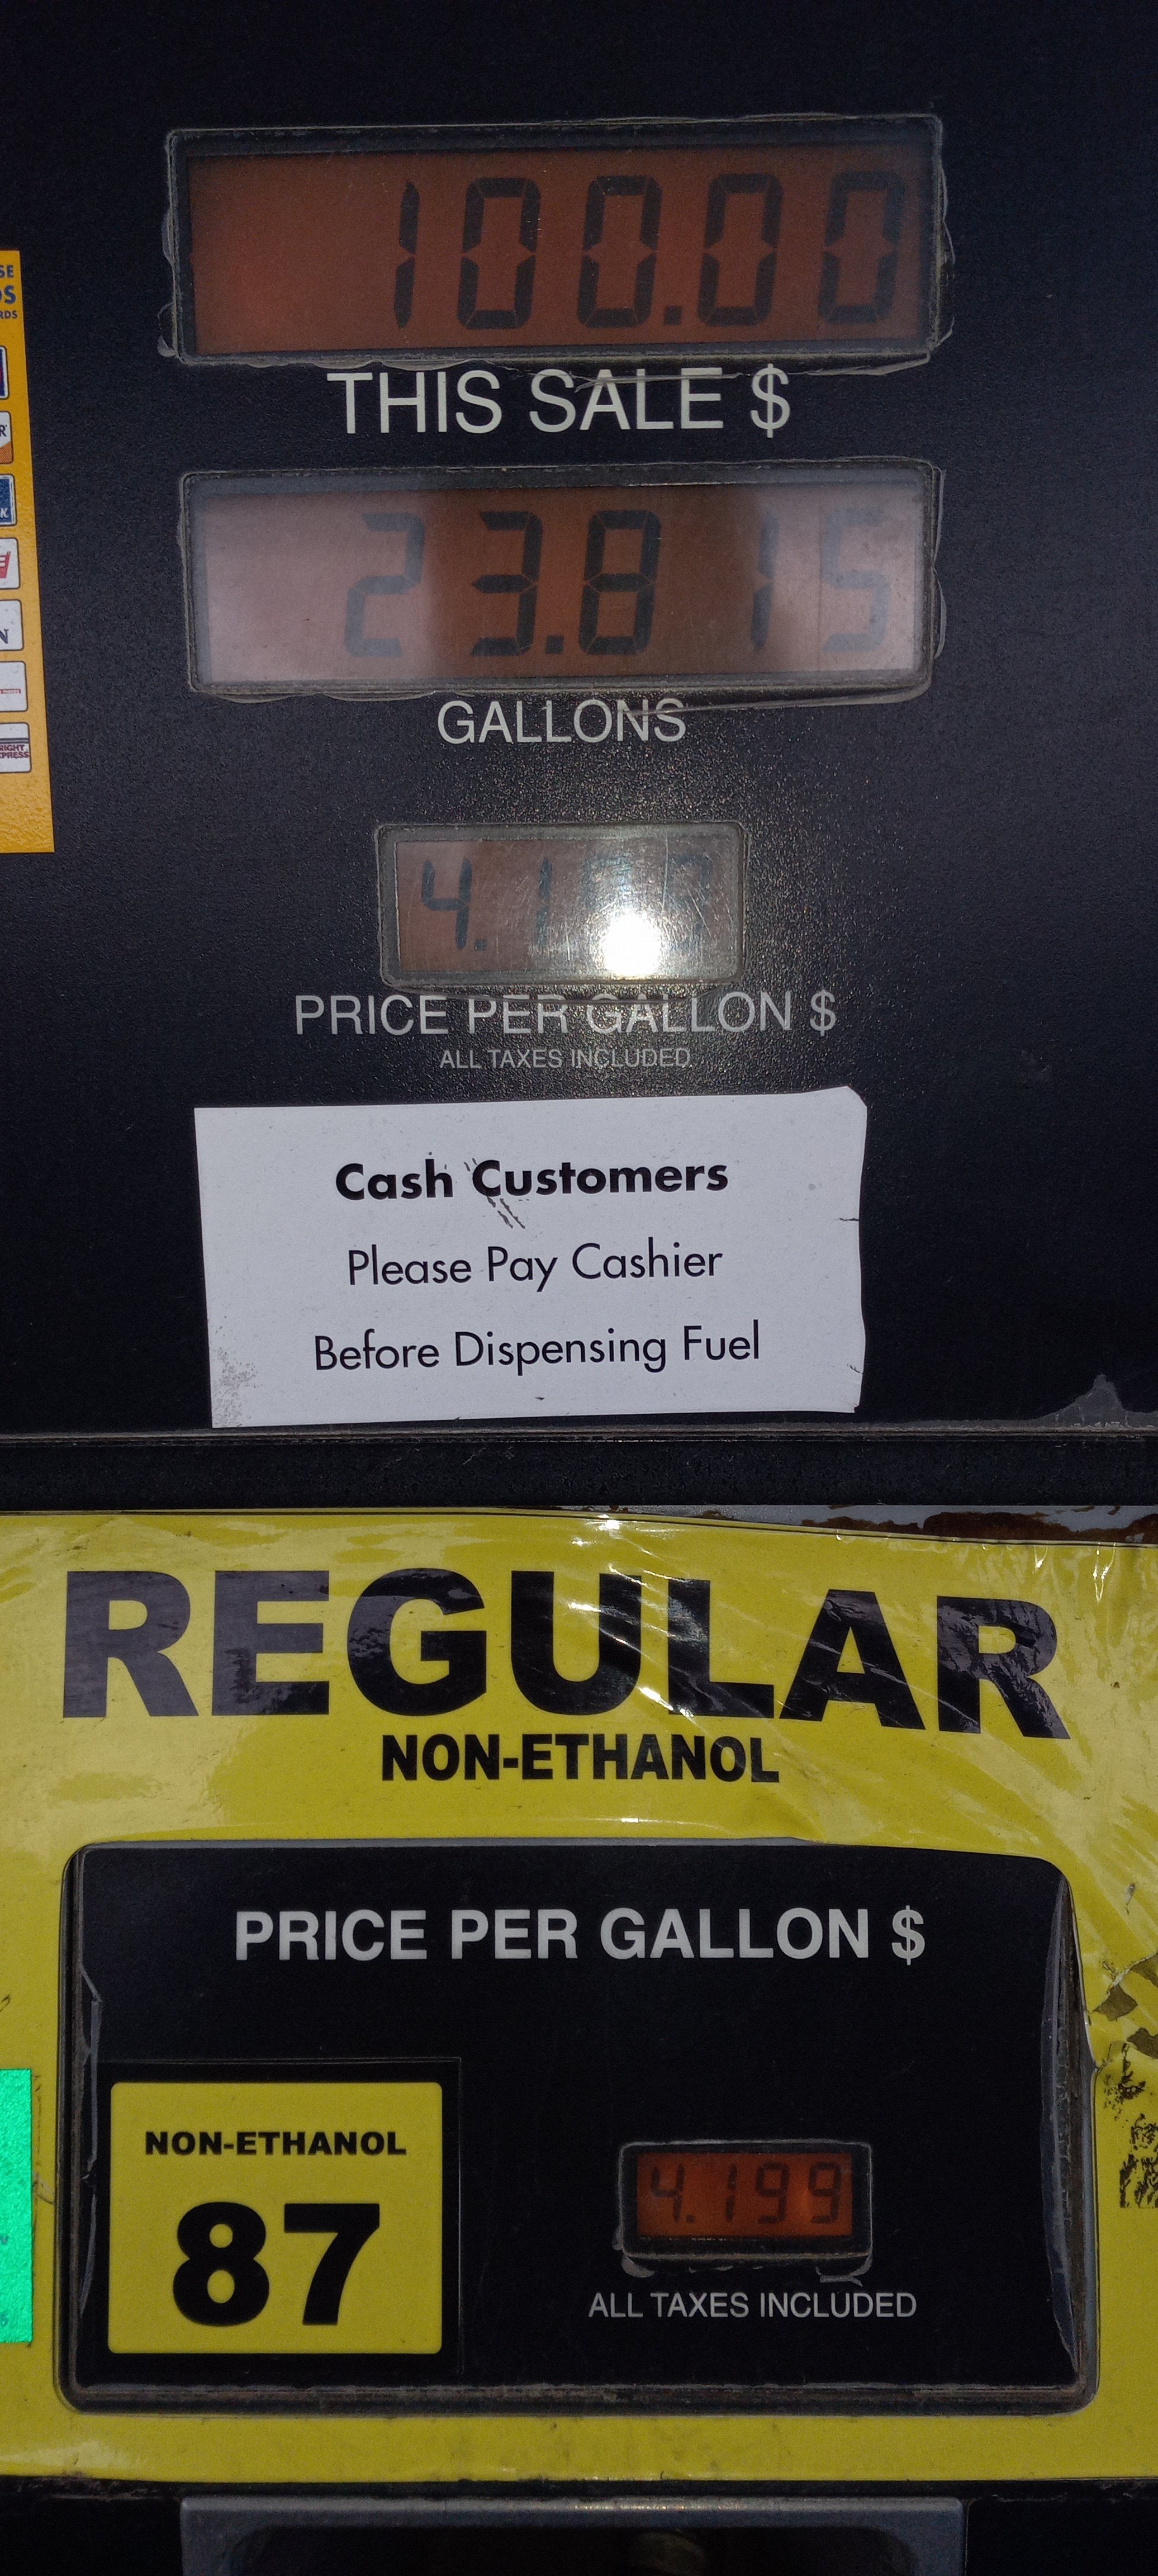 100.00
THIS SALE $
23.815
GALLONS
PRICE PER GALLON $
ALL TAXES INCLUDED
Cash Customers
Please Pay Cashier
Before Dispensing Fuel
REGULAR
NON-ETHANOL
PRICE PER GALLON $
NON-ETHANOL
87
4.199
ALL TAXES INCLUDED